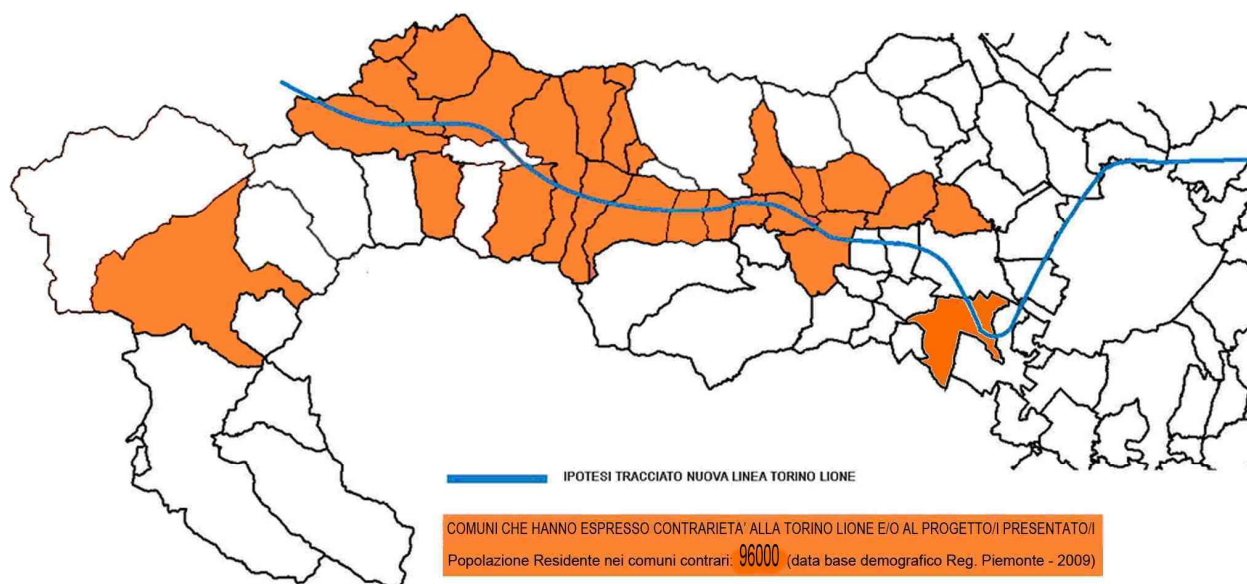 IPOTESI TRACCIATO NUOVA LINEA TORINO LIONE
COMUNI CHE HANNO ESPRESSO CONTRARIETA' ALLA TORINO LIONE E/O AL PROGETTO/I PRESENTATO/I
Popolazione Residente nei comuni contrari: 96000 (data base demografico Reg. Piemonte - 2009)